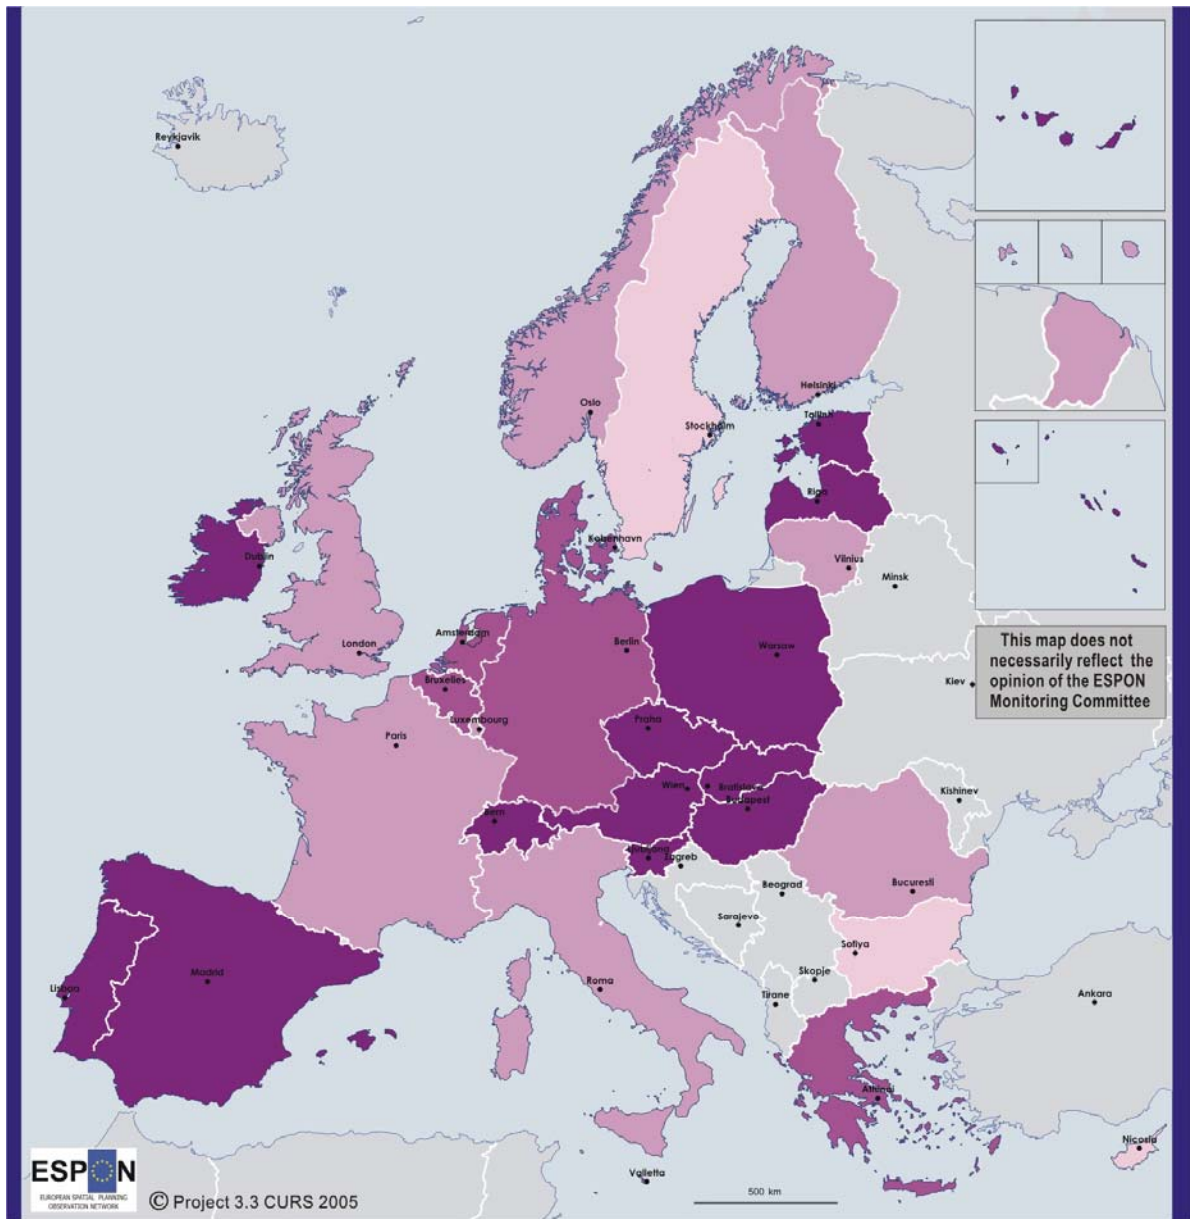 Reykjavik
Oslo
Helsinki
Tallinn
Stockholm
Riga
København
Vilnius
Minsk
Dublin
London
Amsterdam
Berlin
Warsaw
Bruxelles
Kiev
This map does not
necessarily reflect the
opinion of the ESPON
Monitoring Committee
Luxembourg
Paris
Praha
Wien
Bratislava
Budapest
Kishinev
Bern
Ljubljana
Zagreb
Beograd
Bucuresti
Sarajevo
Sofiya
Skopje
Madrid
Lisboa
Roma
Tirane
Ankara
Athinai
Nicosia
Valletta
ESPON
EUROPEAN SPATIAL PLANNING
OBSERVATION NETWORK
© Project 3.3 CURS 2005
500 km